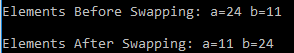 Elements Before Swapping: a=24 b=11
Elements After Swapping: a=11 b=24